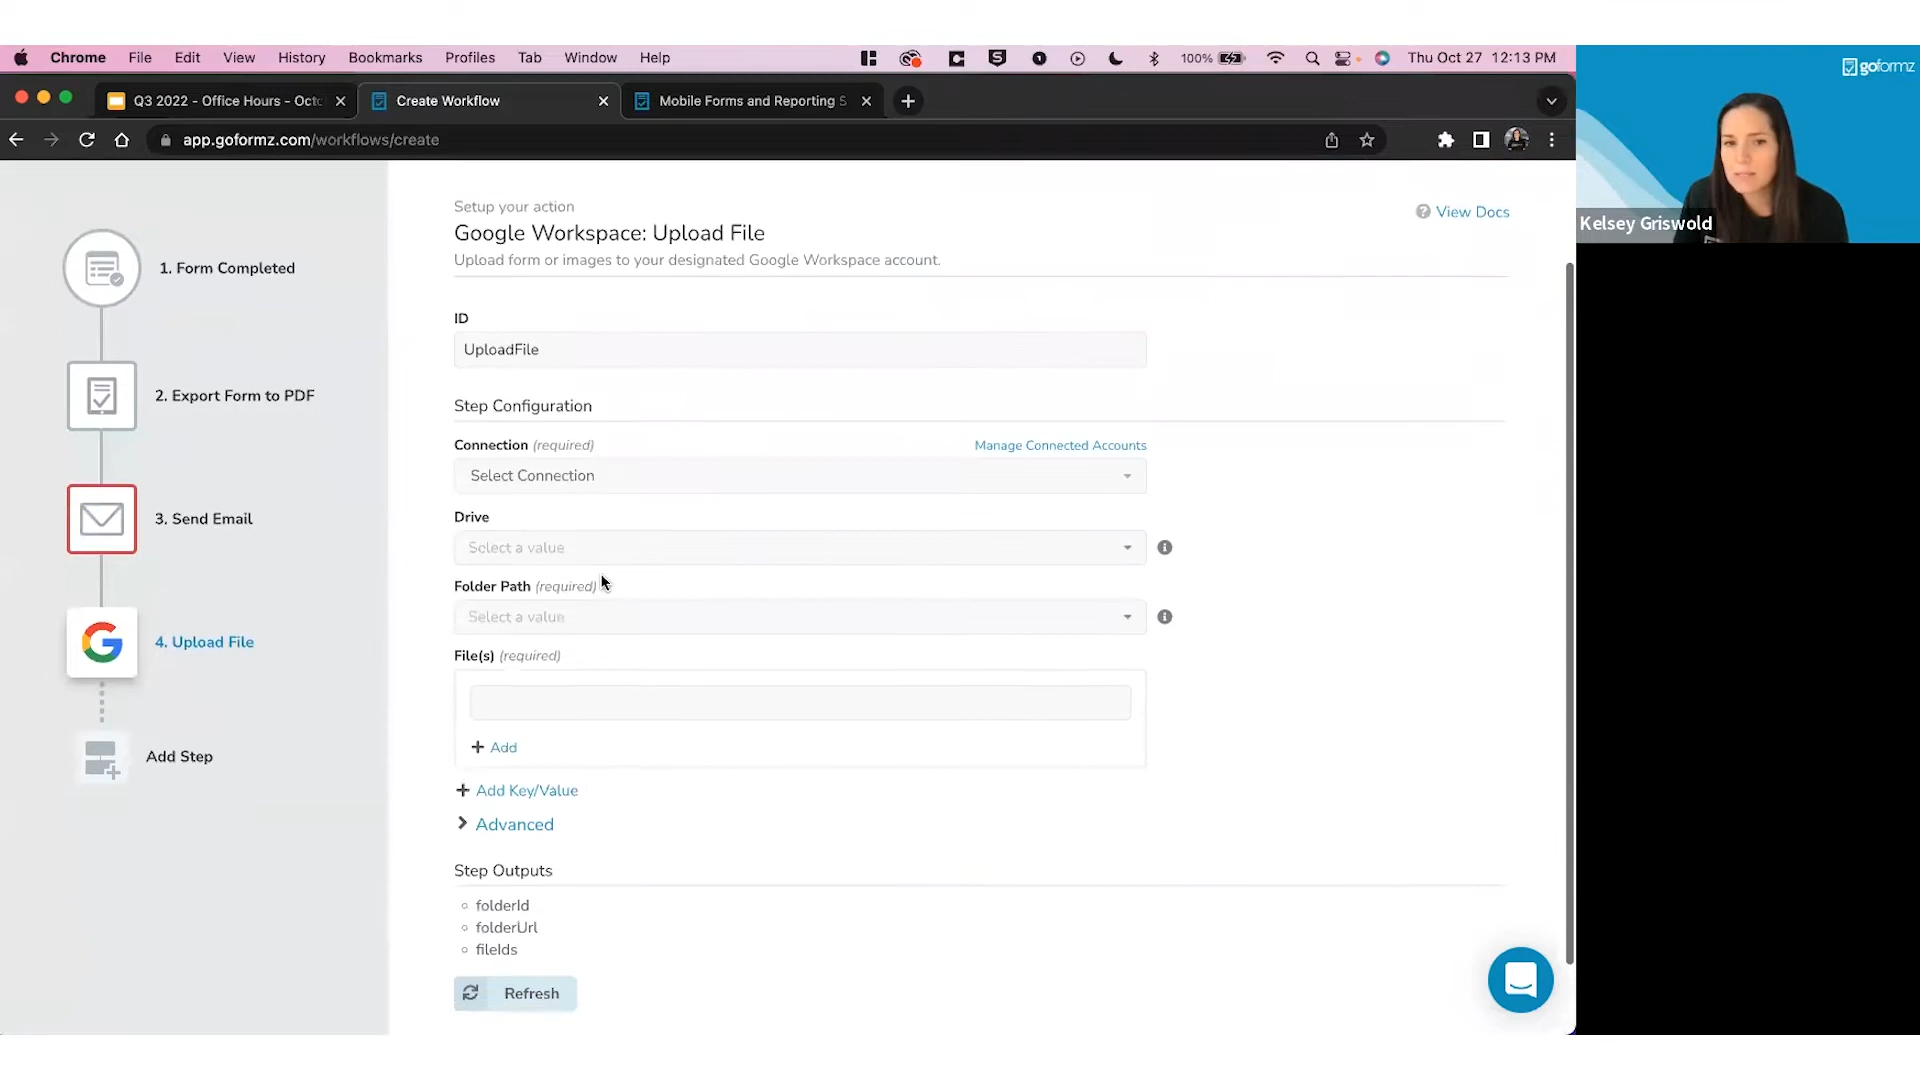 Chrome File Edit View History Bookmarks Profiles Tab Window Help 100% Thu Oct 27 12:13 PM
goformz
Q3 2022 - Office Hours - Octo Create Workflow Mobile Forms and Reporting S
app.goformz.com/workflows/create
Setup your action
View Docs
Kelsey Griswold
Google Workspace: Upload File
Upload form or images to your designated Google Workspace account.
1. Form Completed
2. Export Form to PDF
3. Send Email
4. Upload File
Add Step
ID
UploadFile
Step Configuration
Connection (required) Manage Connected Accounts
Select Connection
Drive
Select a value
Folder Path (required)
Select a value
File(s) (required)
+ Add
+ Add Key/Value
Advanced
Step Outputs
folderId
folderUrl
fileIds
Refresh